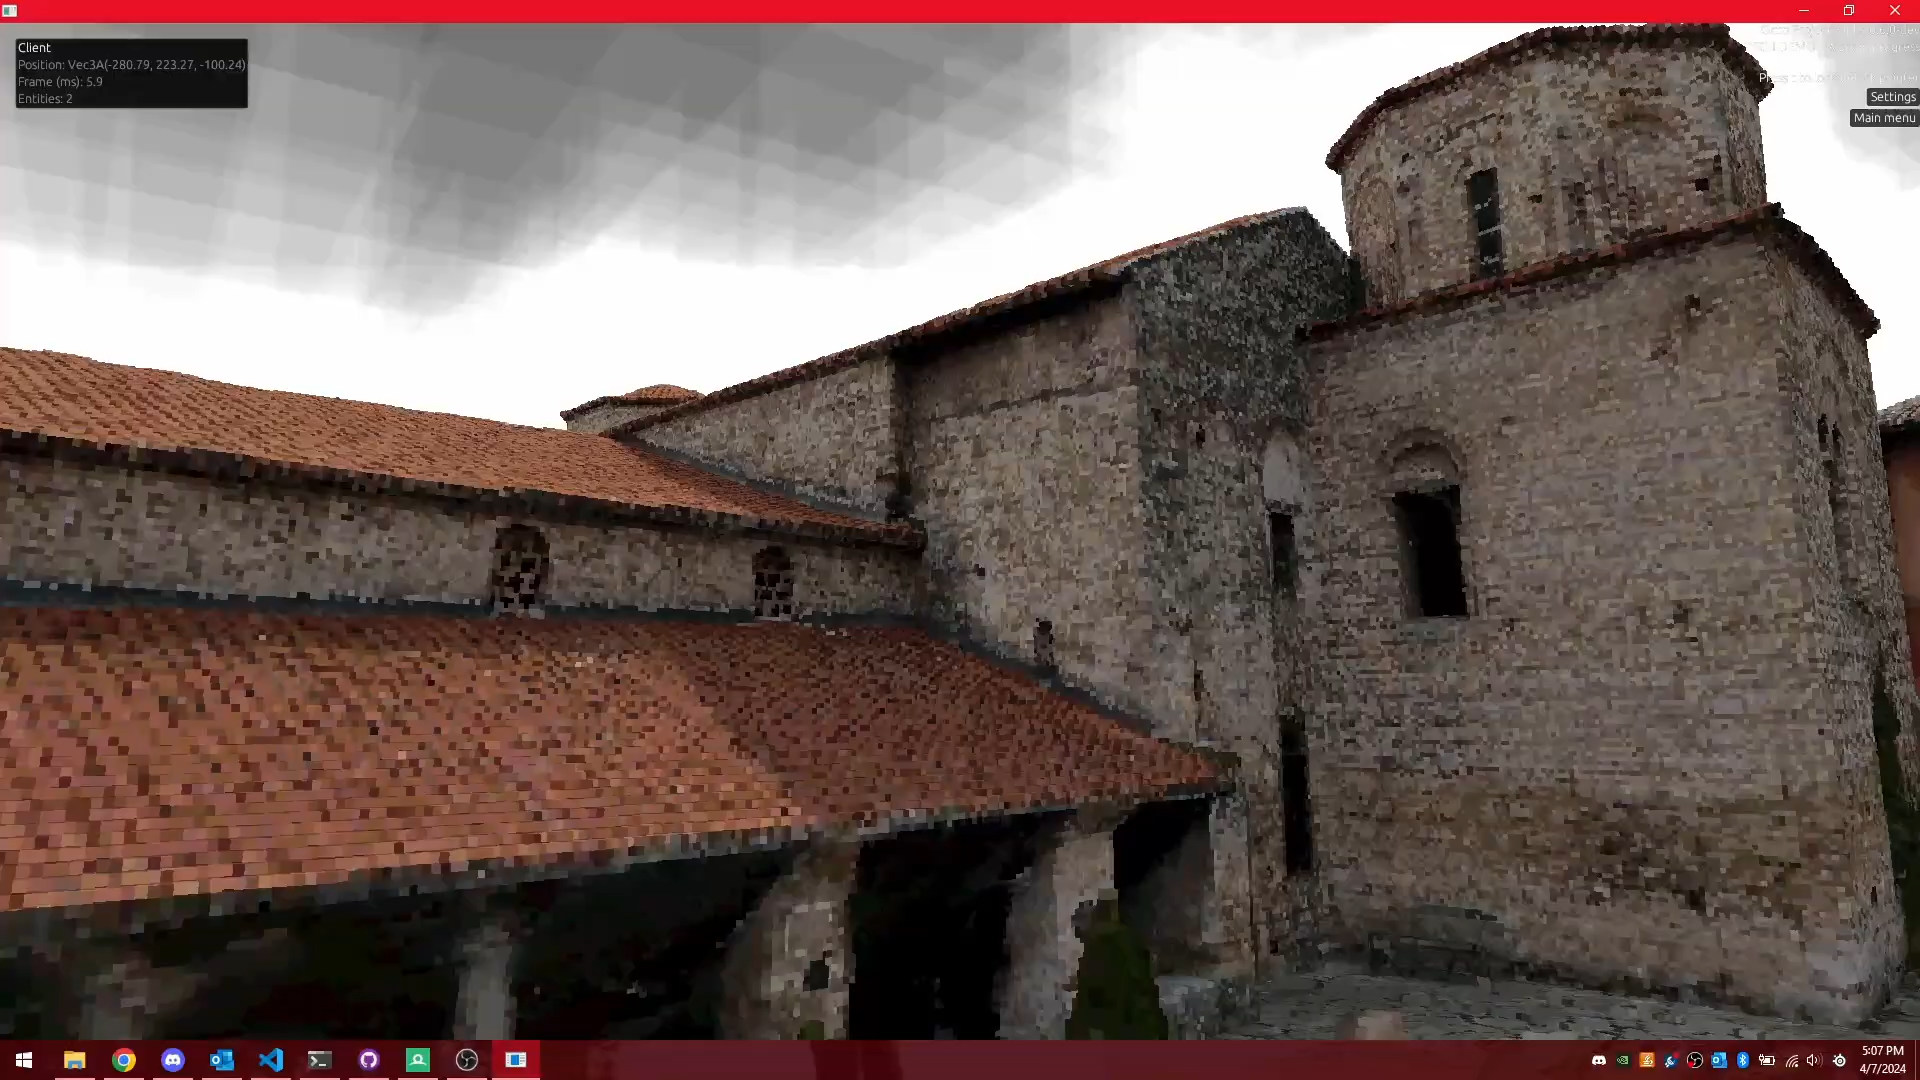 Client
Position: Vec3A(-280.79, 223.27, -100.24)
Frame (ms): 5.9
Entities: 2
Settings
Main menu
5:07 PM
4/7/2024